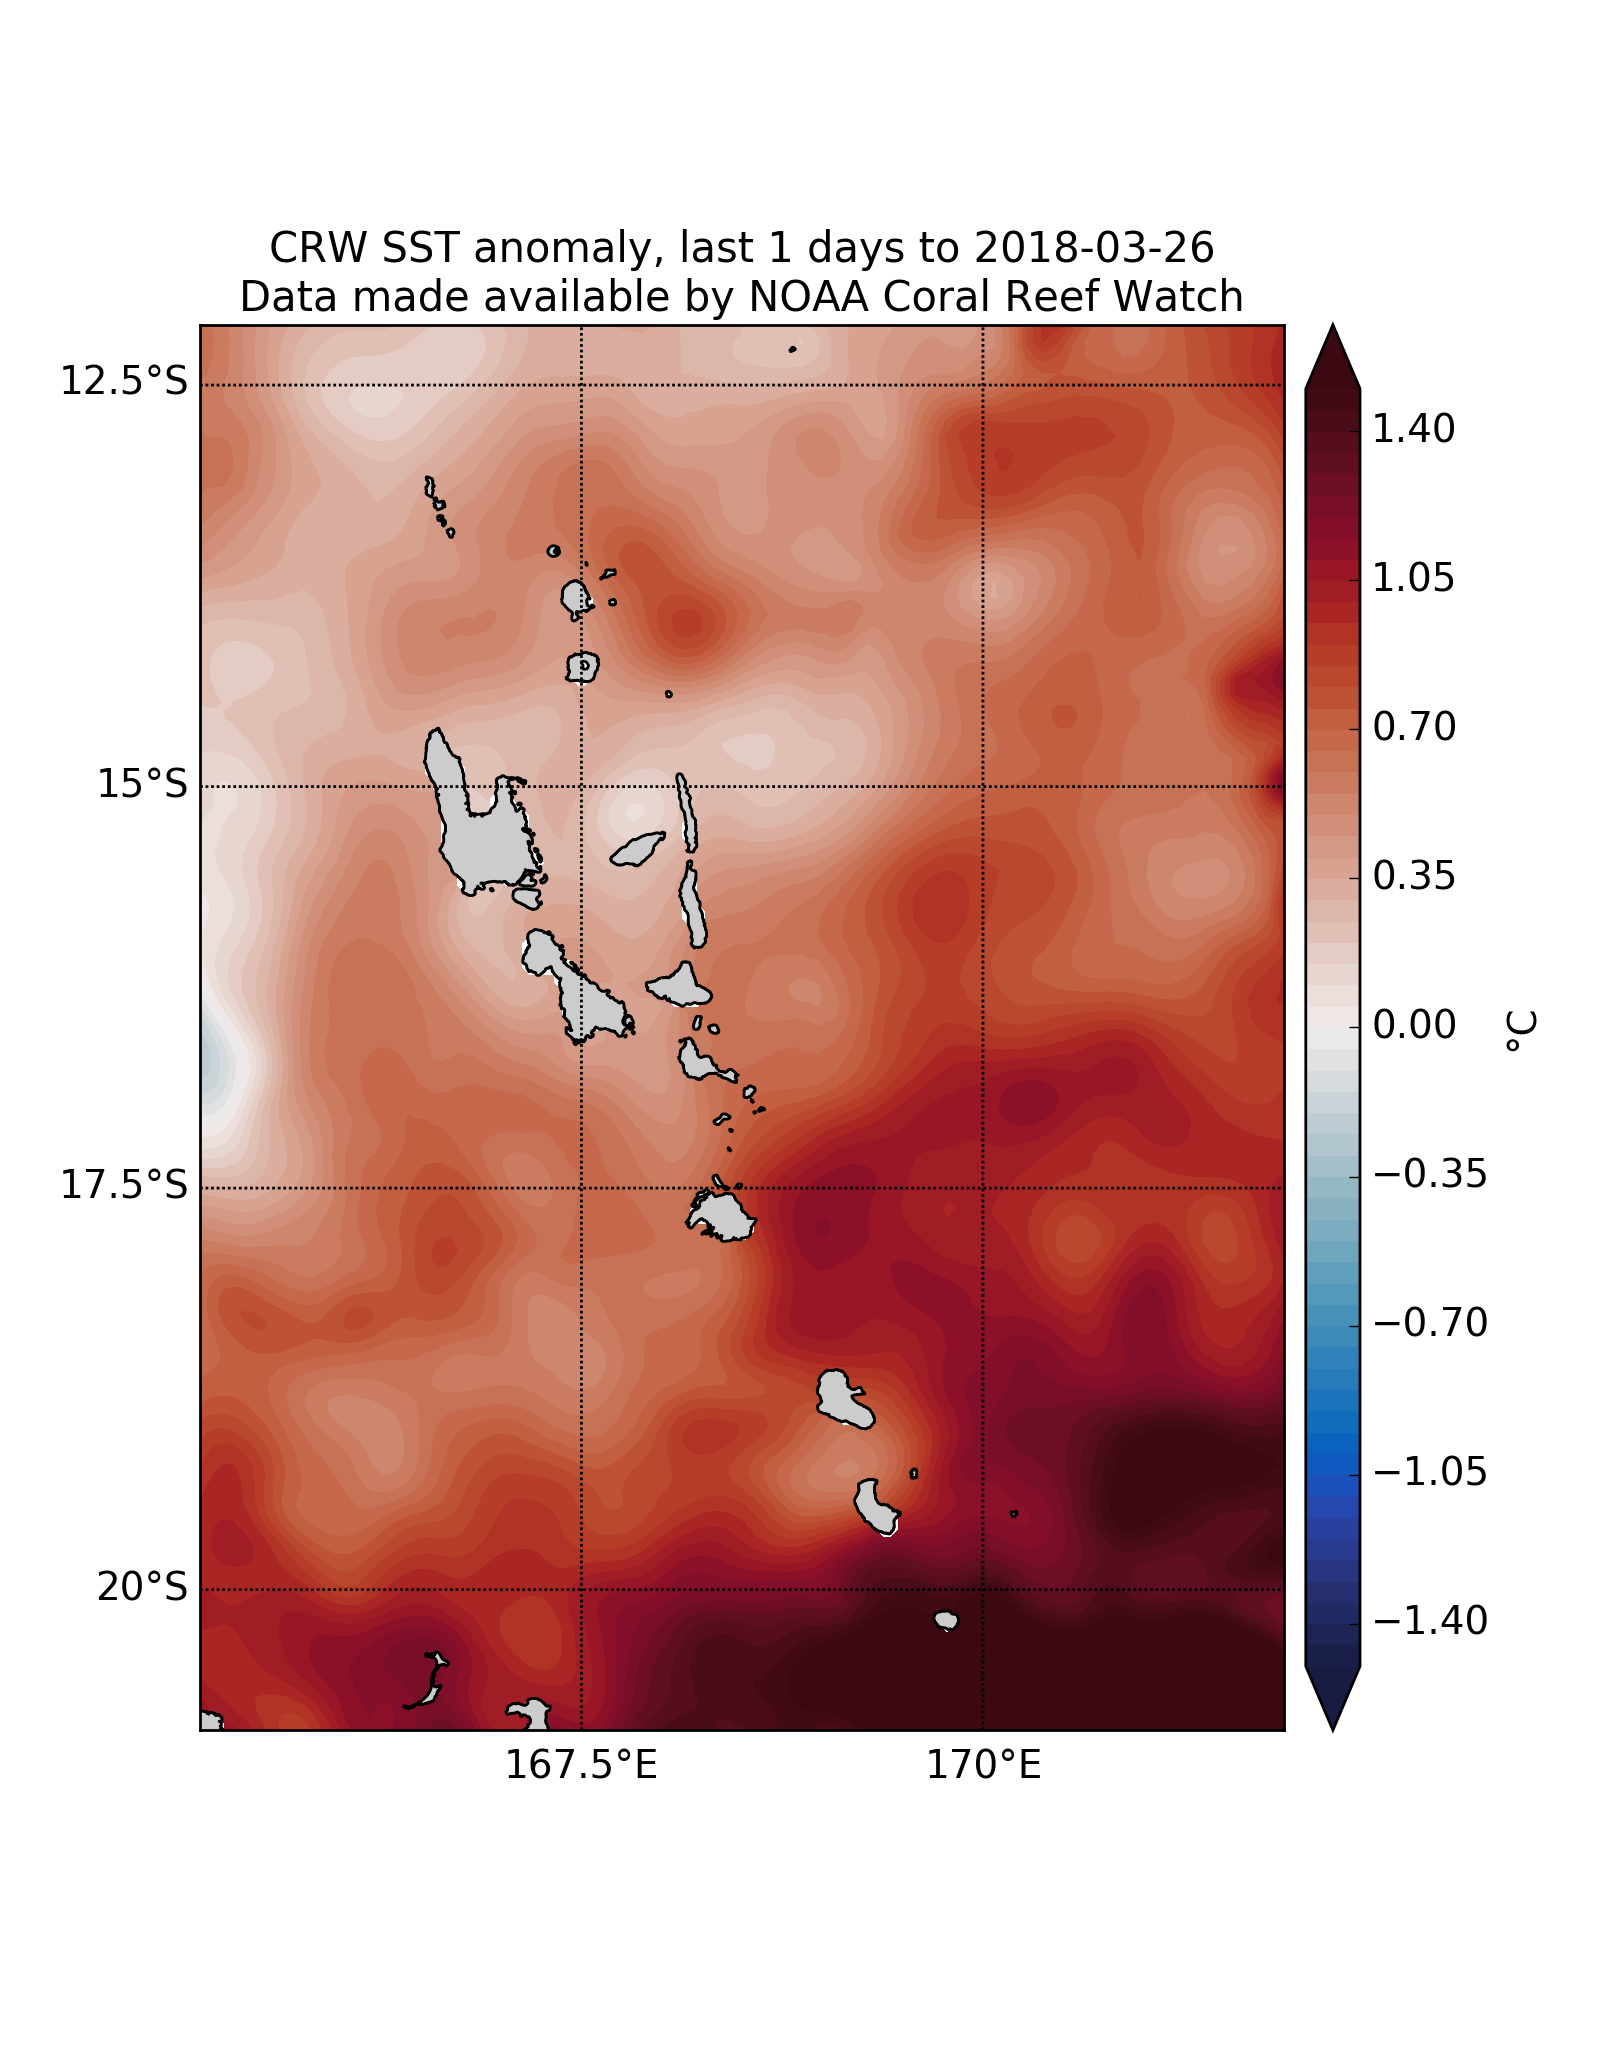 CRW SST anomaly, last 1 days to 2018-03-26
Data made available by NOAA Coral Reef Watch
12.5°S
15°S
17.5°S
20°S
167.5°E
170°E
1.40
1.05
0.70
0.35
0.00
−0.35
−0.70
−1.05
−1.40
°C